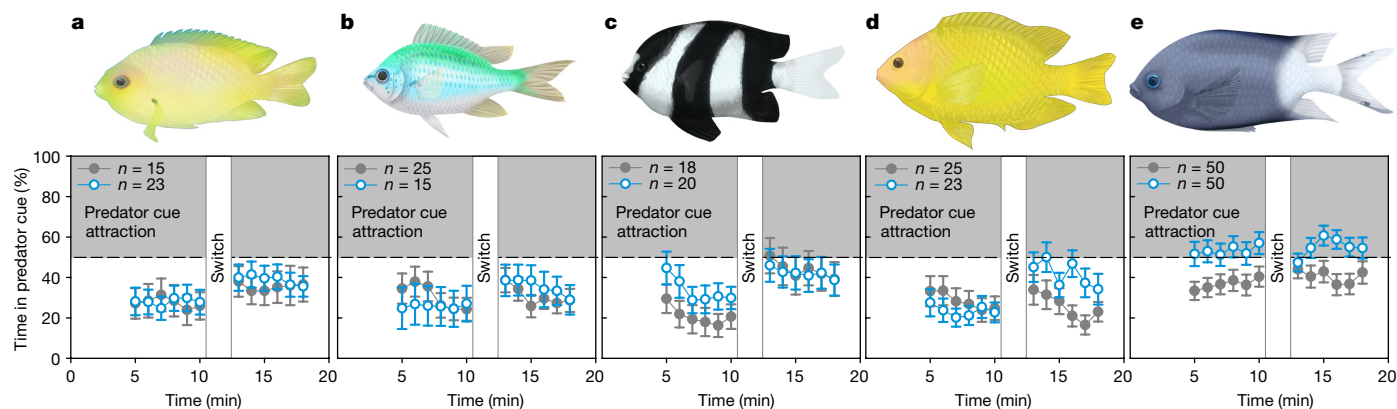 a
b
c
d
e
Time in predator cue (%)
100
80
60
40
20
0
n = 15
n = 23
Predator cue
attraction
Switch
n = 25
n = 15
Predator cue
attraction
Switch
n = 18
n = 20
Predator cue
attraction
Switch
n = 25
n = 23
Predator cue
attraction
Switch
n = 50
n = 50
Predator cue
attraction
Switch
0 5 10 15 20
5 10 15 20
5 10 15 20
5 10 15 20
5 10 15 20
Time (min)
Time (min)
Time (min)
Time (min)
Time (min)